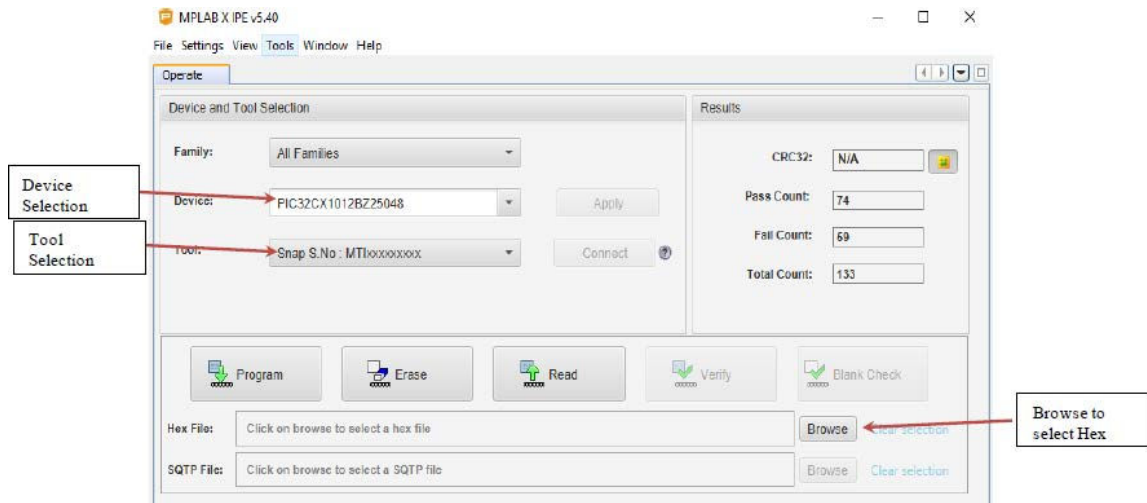 MPLAB X IPE v5.40
File Settings View Tools Window Help
Operate
Device and Tool Selection
Results
Family:
All Families
CRC32:
N/A
Device
Selection
Device:
PIC32CX1012BZ25048
Apply
Pass Count:
74
Tool
Selection
Tool:
Snap S.No : MTIxxxxxxxxx
Connect
?
Fail Count:
59
Total Count:
133
Program
Erase
Read
Verify
Blank Check
Browse to
select Hex
Hex File:
Click on browse to select a hex file
Browse
Clear selection
SQTP File:
Click on browse to select a SQTP file
Browse
Clear selection